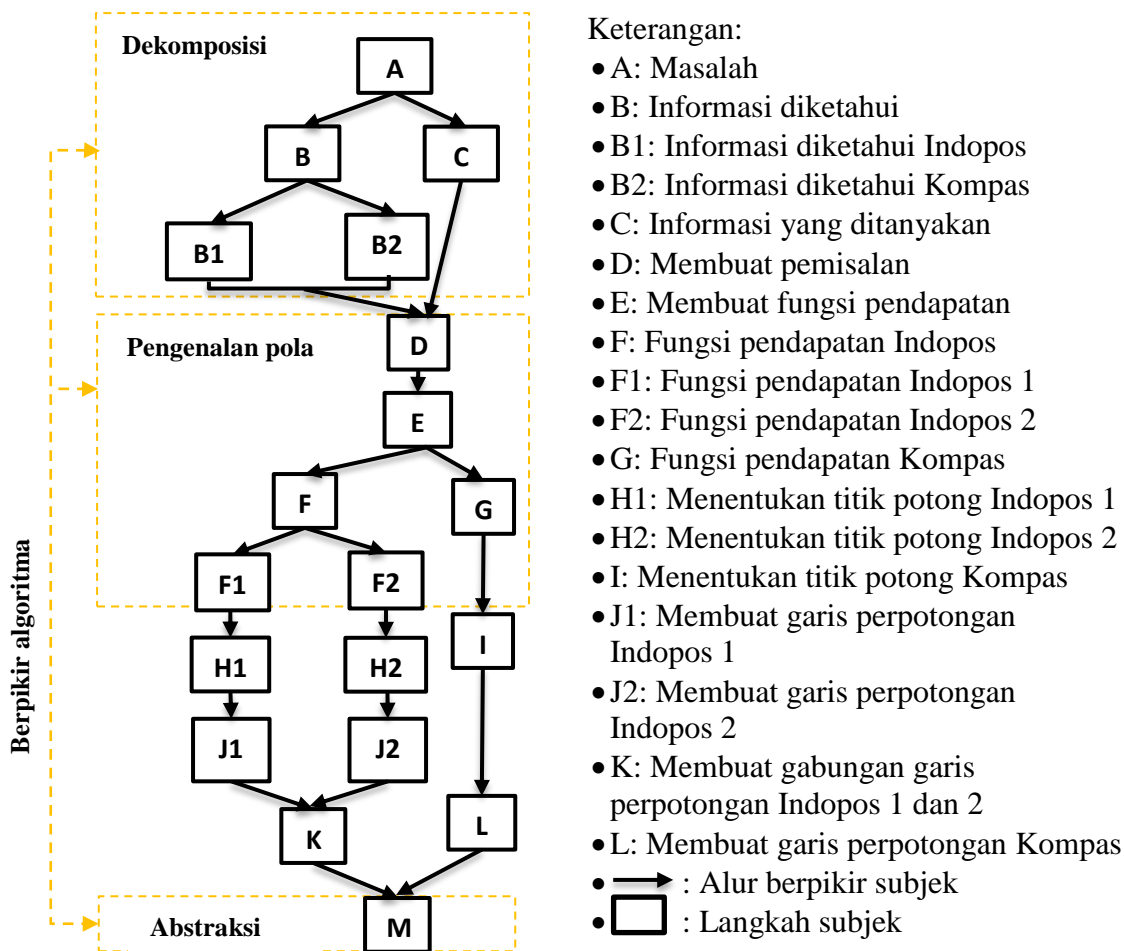 Dekomposisi
A
B
C
B1
B2
Pengenalan pola
D
E
F
G
F1
F2
H1
H2
I
J1
J2
K
L
Abstraksi
M
Berpikir algoritma
Keterangan:
• A: Masalah
• B: Informasi diketahui
• B1: Informasi diketahui Indopos
• B2: Informasi diketahui Kompas
• C: Informasi yang ditanyakan
• D: Membuat pemisalan
• E: Membuat fungsi pendapatan
• F: Fungsi pendapatan Indopos
• F1: Fungsi pendapatan Indopos 1
• F2: Fungsi pendapatan Indopos 2
• G: Fungsi pendapatan Kompas
• H1: Menentukan titik potong Indopos 1
• H2: Menentukan titik potong Indopos 2
• I: Menentukan titik potong Kompas
• J1: Membuat garis perpotongan
Indopos 1
• J2: Membuat garis perpotongan
Indopos 2
• K: Membuat gabungan garis
perpotongan Indopos 1 dan 2
• L: Membuat garis perpotongan Kompas
• : Alur berpikir subjek
• : Langkah subjek